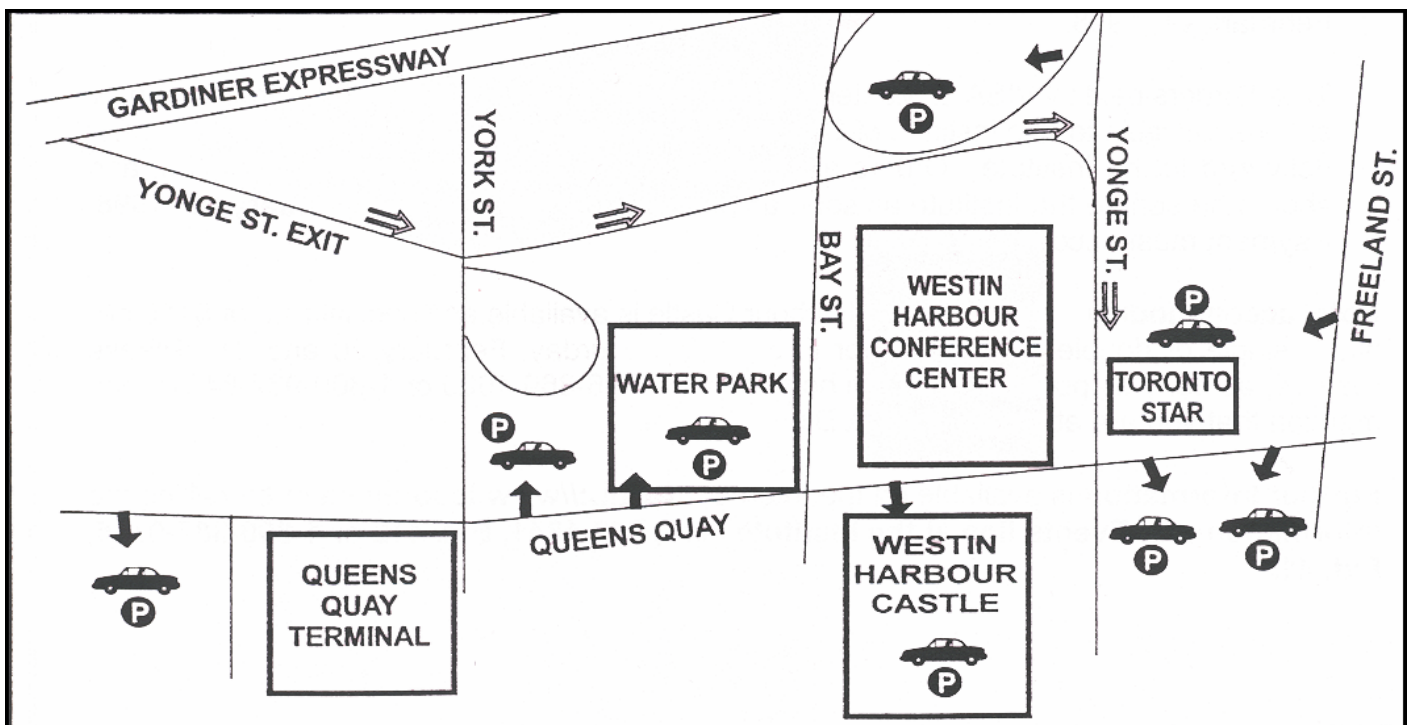 GARDINER EXPRESSWAY
YONGE ST. EXIT
YORK ST.
P
BAY ST.
YONGE ST.
FREELAND ST.
WESTIN
HARBOUR
CONFERENCE
CENTER
P
TORONTO
STAR
WATER PARK
P
P
QUEENS QUAY
P
QUEENS
QUAY
TERMINAL
WESTIN
HARBOUR
CASTLE
P
P
P